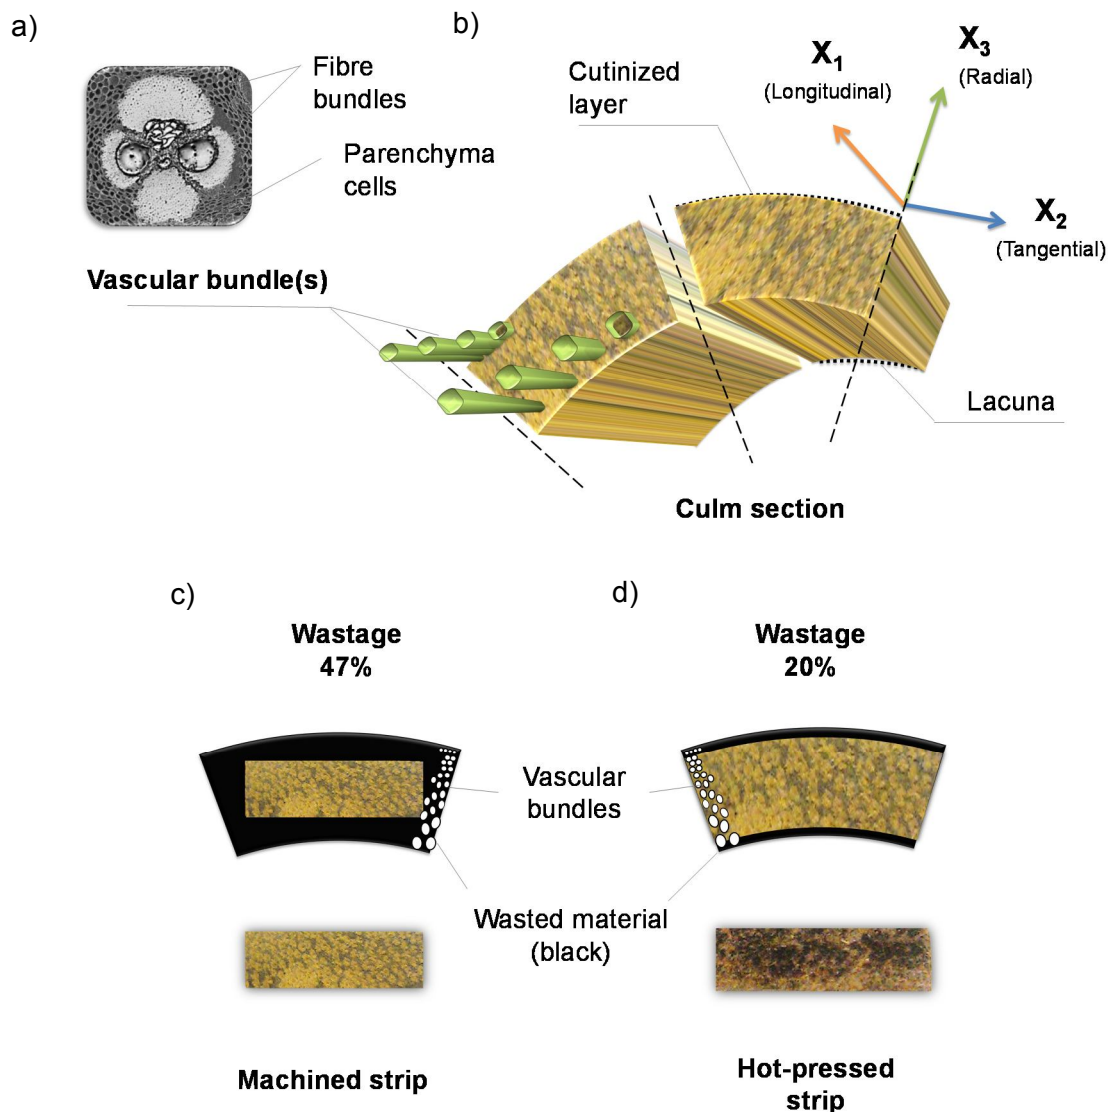 a)
Fibre
bundles
Parenchyma
cells
Vascular bundle(s)
b)
Cutinized
layer
X1
(Longitudinal)
X3
(Radial)
X2
(Tangential)
Lacuna
Culm section
c)
Wastage
47%
d)
Wastage
20%
Vascular
bundles
Wasted material
(black)
Machined strip
Hot-pressed
strip